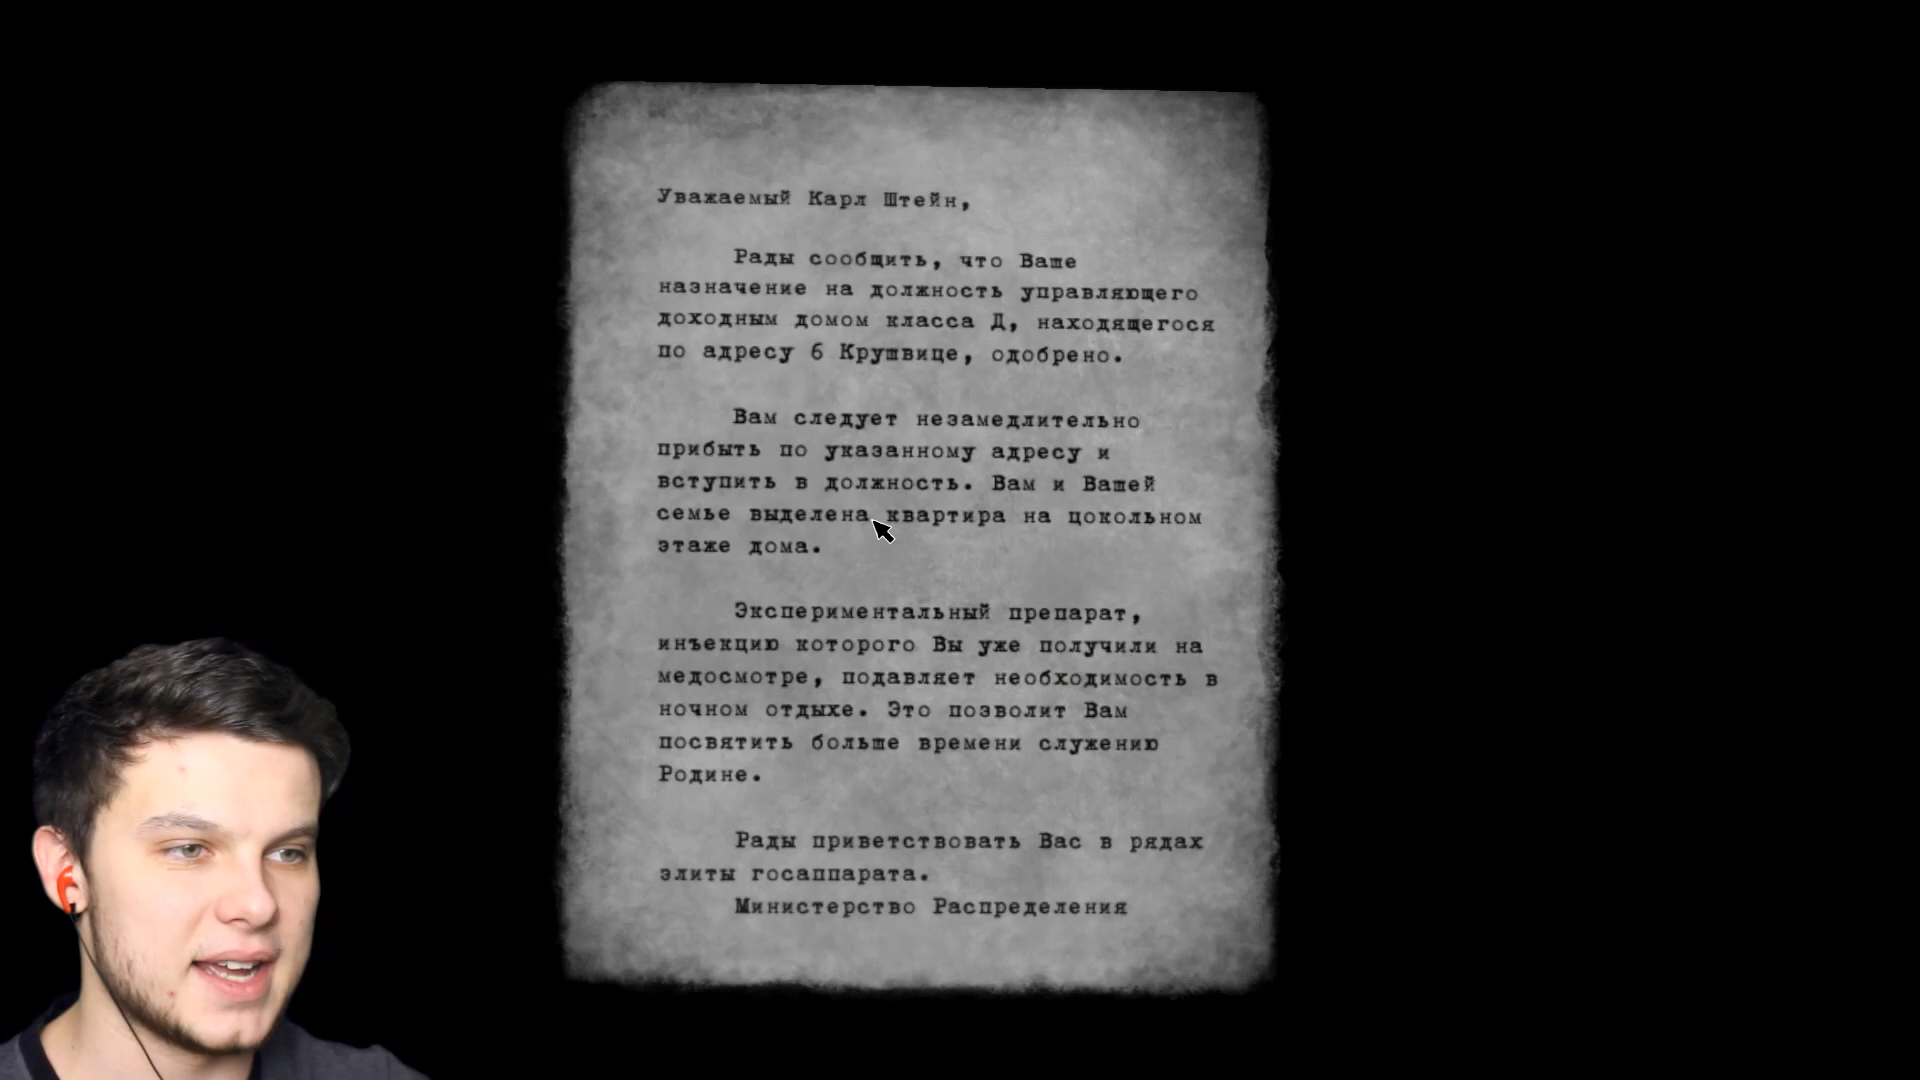 Уважаемый Карл Штейн,
Рады сообщить, что Ваше
назначение на должность управляющего
доходным домом класса Д, находящегося
по адресу 6 Крушвице, одобрено.
Вам следует незамедлительно
прибыть по указанному адресу и
вступить в должность. Вам и Вашей
семье выделена квартира на цокольном
этаже дома.
Экспериментальный препарат,
инъекцию которого Вы уже получили на
медосмотре, подавляет необходимость в
ночном отдыхе. Это позволит Вам
посвятить больше времени служению
Родине.
Рады приветствовать Вас в рядах
элиты госаппарата.
Министерство Распределения